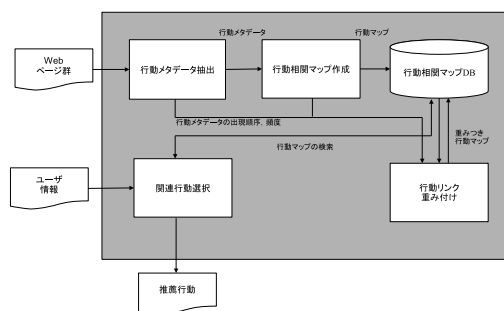 Web
ページ群
行動メタデータ抽出
行動メタデータ
行動相関マップ作成
行動マップ
行動相関マップDB
行動メタデータの出現順序, 頻度
行動マップの検索
重みつき
行動マップ
ユーザ
情報
関連行動選択
行動リンク
重み付け
推薦行動